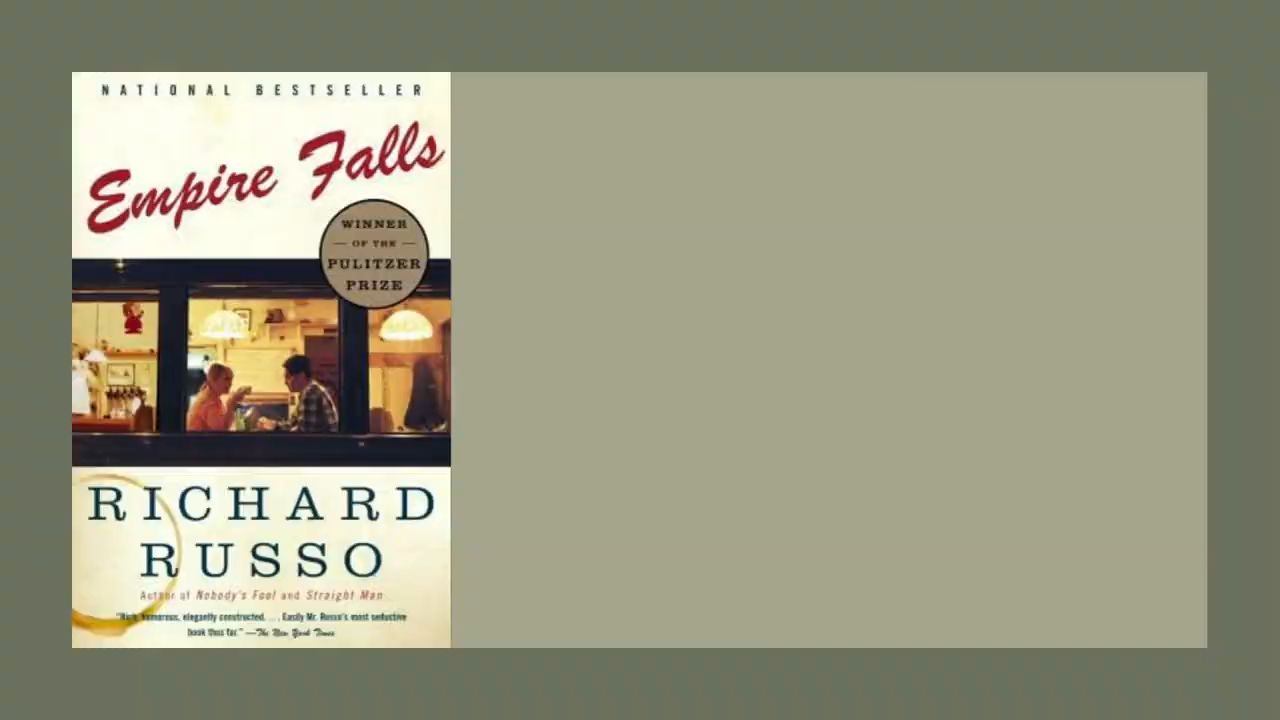 NATIONAL BESTSELLER
Empire Falls
WINNER
OF THE
PULITZER
PRIZE
RICHARD
RUSSO
Author of Nobody's Fool and Straight Man
"Rich, humorous, elegantly constructed. . . . Easily Mr. Russo's most seductive
book thus far." —The New York Times